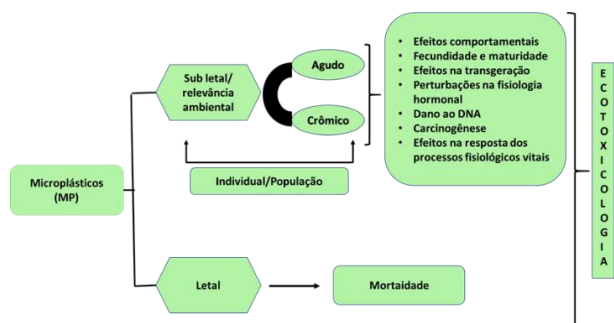 Microplásticos
(MP)
Sub letal/
relevância
ambiental
Agudo
Crômico
Individual/População
• Efeitos comportamentais
• Fecundidade e maturidade
• Efeitos na transgeração
• Perturbações na fisiologia
hormonal
• Dano ao DNA
• Carcinogênese
• Efeitos na resposta dos
processos fisiológicos vitais
Letal
Mortaidade
ECOTOXICOLOGIA